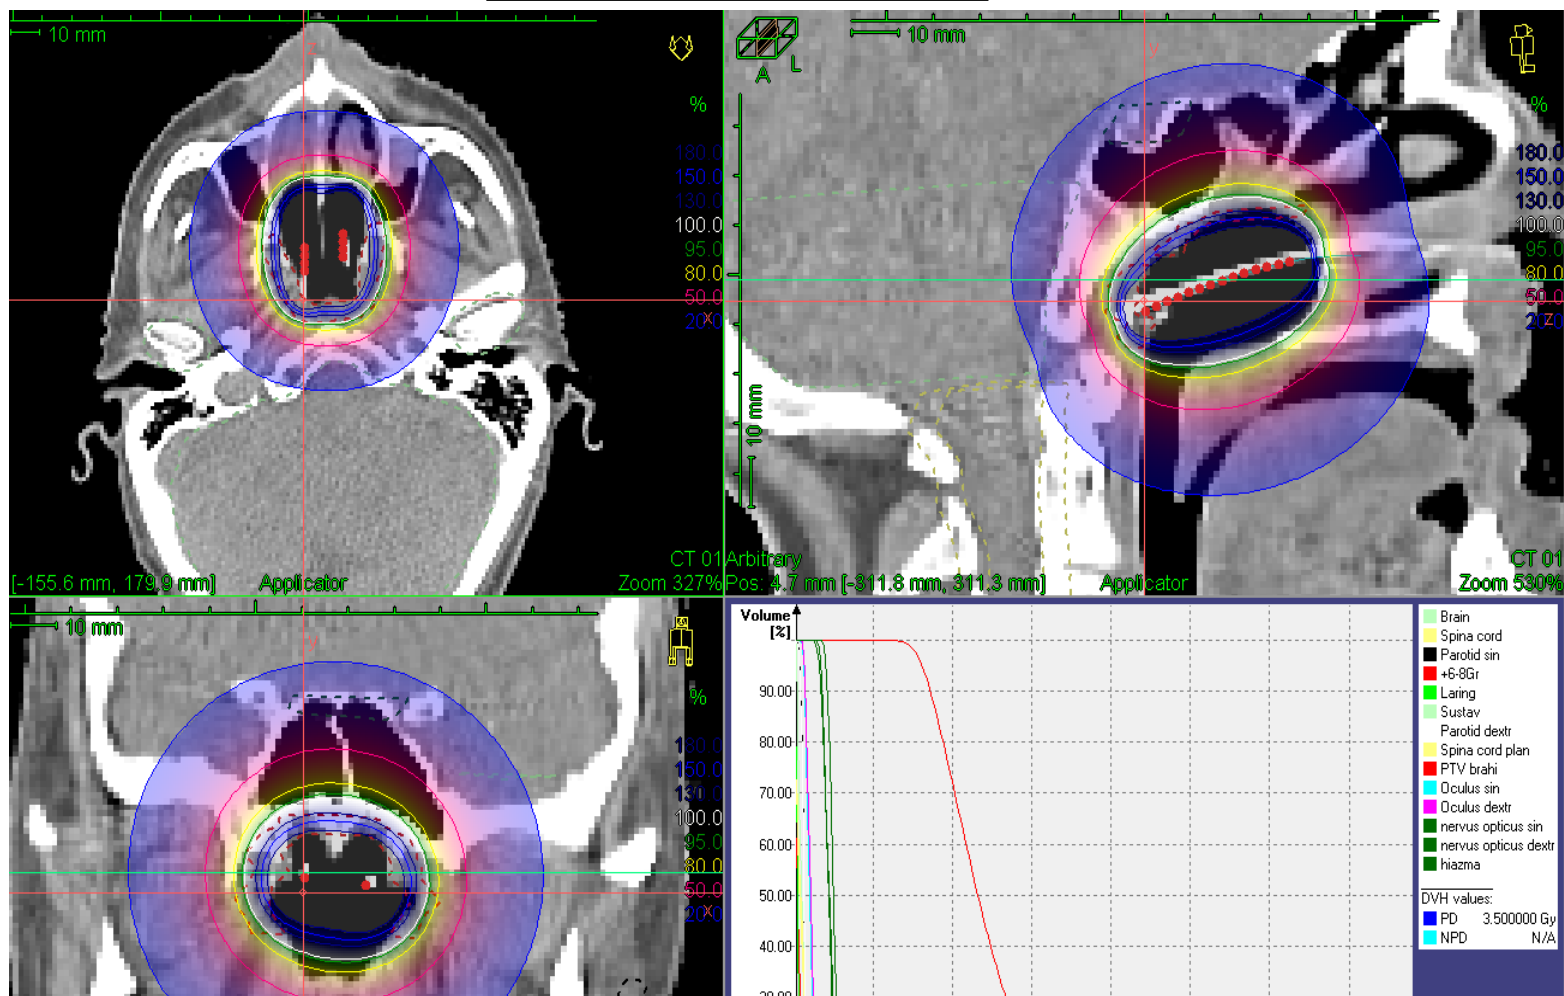 10 mm
y
%
180.0
150.0
130.0
100.0
95.0
80.0
50.0
X
CT 01
[-155.6 mm, 179.9 mm]
Applicator
Zoom 327%
A
L
10 mm
y
%
180.0
150.0
130.0
100.0
95.0
80.0
50.0
z
10 mm
Arbitrary
CT 01
Pos: 4.7 mm [-311.8 mm, 311.3 mm]
Applicator
Zoom 530%
10 mm
y
%
180.0
150.0
130.0
100.0
95.0
80.0
50.0
X
Volume
[%]
90.00
80.00
70.00
60.00
50.00
40.00
Brain
Spina cord
Parotid sin
+6-8Gr
Laring
Sustav
Parotid dextr
Spina cord plan
PTV brahi
Oculus sin
Oculus dextr
nervus opticus sin
nervus opticus dextr
hiazma
DVH values:
PD 3.500000 Gy
NPD N/A